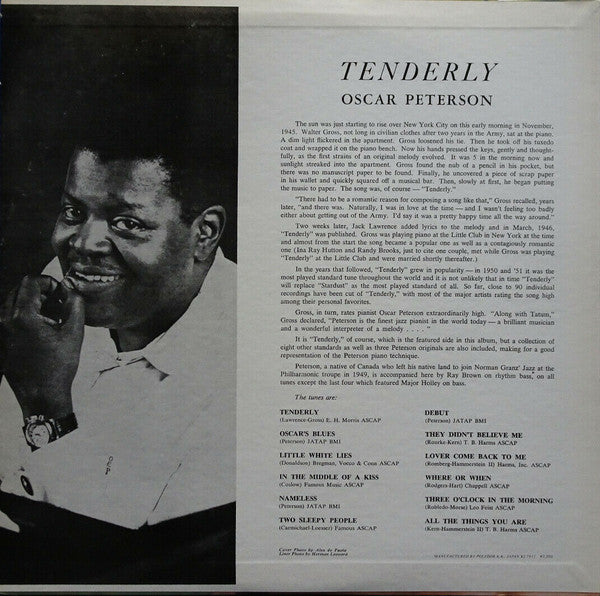 TENDERLY
OSCAR PETERSON
The sun was just starting to rise over New York City on this early morning in November,
1945. Walter Gross, not long in civilian clothes after two years in the Army, sat at the piano.
A dim light flickered in the apartment. Gross loosened his tie. Then he took off his tuxedo
coat and wrapped it on the piano bench. Now his hands pressed the keys, gently and thought-
fully, as the first strains of an original melody evolved. It was 5 in the morning now and
sunlight streaked into the apartment. Gross found the nub of a pencil in his pocket, but
there was no manuscript paper to be found. Finally, he uncovered a piece of scrap paper
in his wallet and quickly squared off a musical bar. Then, slowly at first, he began putting
the music to paper. The song was, of course — "Tenderly."
"There had to be a romantic reason for composing a song like that," Gross recalled, years
later, "and there was. Naturally, I was in love at the time — and I wasn't feeling too badly
either about getting out of the Army. I'd say it was a pretty happy time all the way around."
Two weeks later, Jack Lawrence added lyrics to the melody and in March, 1946,
"Tenderly" was published. Gross was playing piano at the Little Club in New York at the time
and almost from the start the song became a popular one as well as a contagiously romantic
one (Ina Ray Hutton and Randy Brooks, just to cite one couple, met while Gross was playing
"Tenderly" at the Little Club and were married shortly thereafter.)
In the years that followed, "Tenderly" grew in popularity — in 1950 and '51 it was the
most played standard tune throughout the world and it is not unlikely that in time "Tenderly"
will replace "Stardust" as the most played standard of all. So far, close to 90 individual
recordings have been cut of "Tenderly," with most of the major artists rating the song high
among their personal favorites.
Gross, in turn, rates pianist Oscar Peterson extraordinarily high. "Along with Tatum,"
Gross declared, "Peterson is the finest jazz pianist in the world today — a brilliant musician
and a wonderful interpreter of a melody . . . ."
It is "Tenderly," of course, which is the featured side in this album, but a collection of
eight other standards as well as three Peterson originals are also included, making for a good
representation of the Peterson piano technique.
Peterson, a native of Canada who left his native land to join Norman Granz' Jazz at the
Philharmonic troupe in 1949, is accompanied here by Ray Brown on rhythm bass, on all
tunes except the last four which featured Major Holley on bass.
The tunes are:
TENDERLY
(Lawrence-Gross) E. H. Morris ASCAP
OSCAR'S BLUES
(Peterson) JATAP BMI
LITTLE WHITE LIES
(Donaldson) Bregman, Vocco & Conn ASCAP
IN THE MIDDLE OF A KISS
(Coslow) Famous Music ASCAP
NAMELESS
(Peterson) JATAP BMI
TWO SLEEPY PEOPLE
(Carmichael-Loesser) Famous ASCAP
DEBUT
(Peterson) JATAP BMI
THEY DIDN'T BELIEVE ME
(Rourke-Kern) T. B. Harms ASCAP
LOVER COME BACK TO ME
(Romberg-Hammerstein II) Harms, Inc. ASCAP
WHERE OR WHEN
(Rodgers-Hart) Chappell ASCAP
THREE O'CLOCK IN THE MORNING
(Robledo-Morse) Leo Feist ASCAP
ALL THE THINGS YOU ARE
(Kern-Hammerstein II) T. B. Harms ASCAP
Cover Photo by Alex de Paola
Liner Photo by Herman Leonard
MANUFACTURED BY POLYDOR K.K., JAPAN